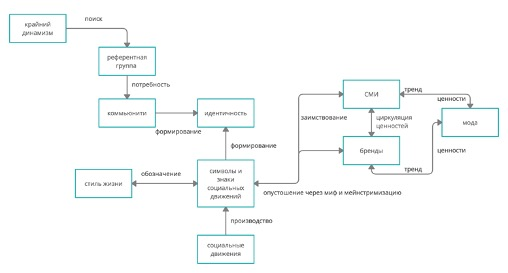 крайний
динамизм
поиск
референтная
группа
потребность
коммьюнити
формирование
идентичность
формирование
стиль жизни
обозначение
символы и
знаки
социальных
движений
производство
социальные
движения
заимствование
опустошение через миф и мейнстримизацию
СМИ
циркуляция
ценностей
бренды
тренд
ценности
мода
ценности
тренд